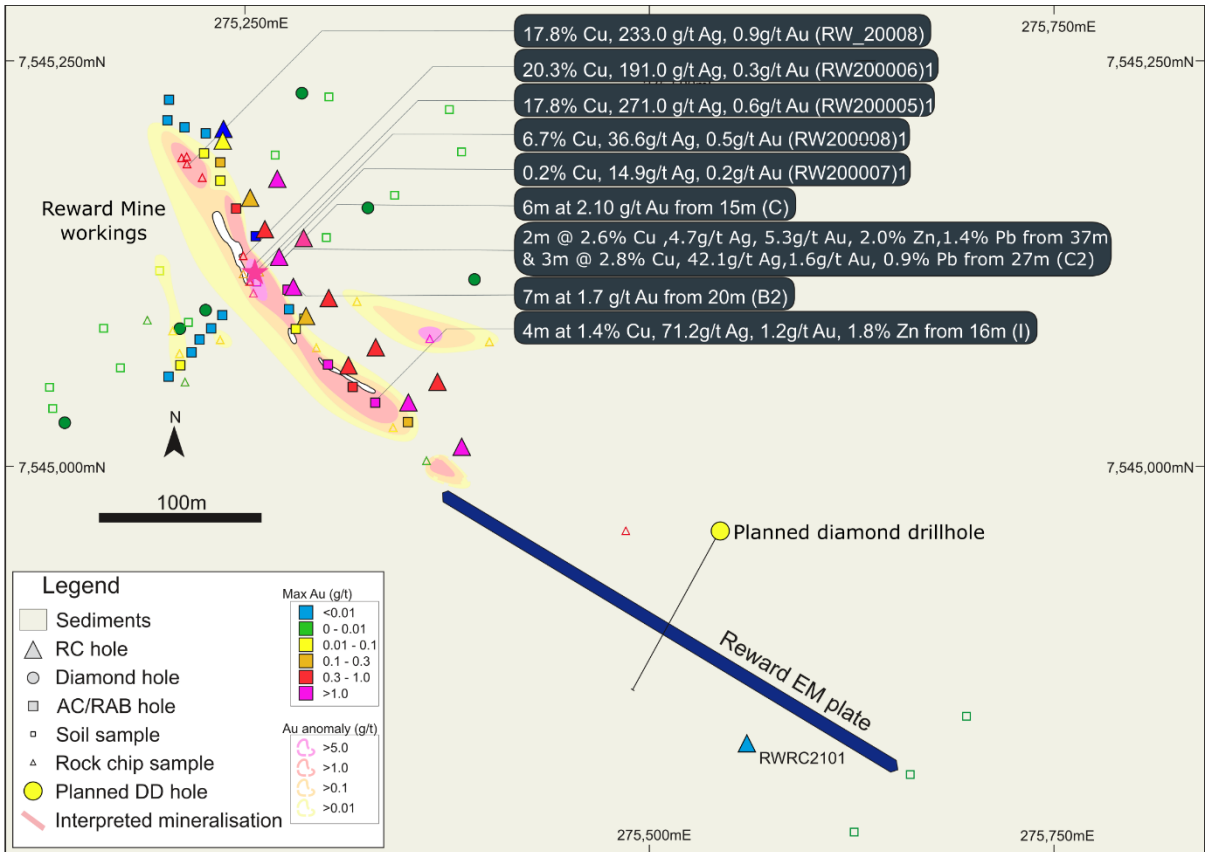 275,250mE
275,750mE
7,545,250mN
7,545,250mN
17.8% Cu, 233.0 g/t Ag, 0.9g/t Au (RW_20008)
20.3% Cu, 191.0 g/t Ag, 0.3g/t Au (RW200006)1
17.8% Cu, 271.0 g/t Ag, 0.6g/t Au (RW200005)1
6.7% Cu, 36.6g/t Ag, 0.5g/t Au (RW200008)1
0.2% Cu, 14.9g/t Ag, 0.2g/t Au (RW200007)1
6m at 2.10 g/t Au from 15m (C)
2m @ 2.6% Cu ,4.7g/t Ag, 5.3g/t Au, 2.0% Zn,1.4% Pb from 37m
& 3m @ 2.8% Cu, 42.1g/t Ag,1.6g/t Au, 0.9% Pb from 27m (C2)
7m at 1.7 g/t Au from 20m (B2)
4m at 1.4% Cu, 71.2g/t Ag, 1.2g/t Au, 1.8% Zn from 16m (I)
Reward Mine
workings
N
7,545,000mN
7,545,000mN
100m
Planned diamond drillhole
Reward EM plate
RWRC2101
Legend
Sediments
RC hole
Diamond hole
AC/RAB hole
Soil sample
Rock chip sample
Planned DD hole
Interpreted mineralisation
Max Au (g/t)
<0.01
0 - 0.01
0.01 - 0.1
0.1 - 0.3
0.3 - 1.0
>1.0
Au anomaly (g/t)
>5.0
>1.0
>0.1
>0.01
275,500mE
275,750mE